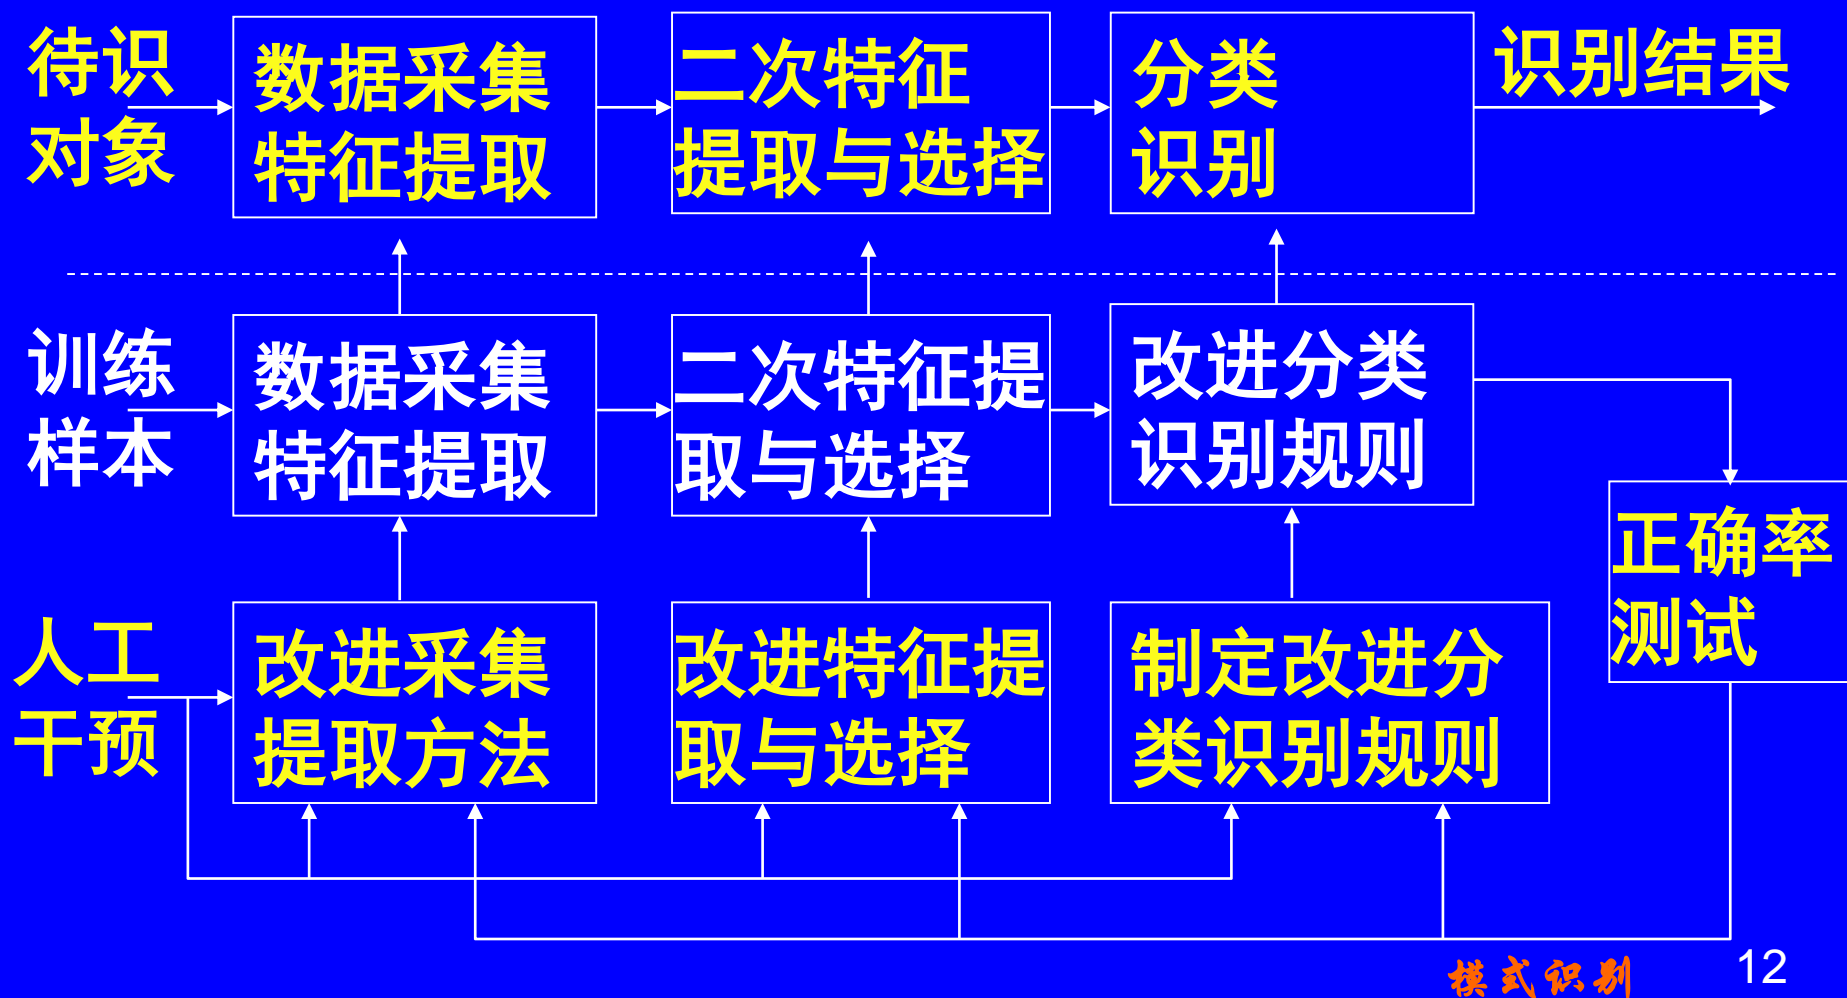 待识
对象
数据采集
特征提取
二次特征
提取与选择
分类
识别
识别结果
训练
样本
数据采集
特征提取
二次特征提
取与选择
改进分类
识别规则
正确率
测试
人工
干预
改进采集
提取方法
改进特征提
取与选择
制定改进分
类识别规则
模式识别
12